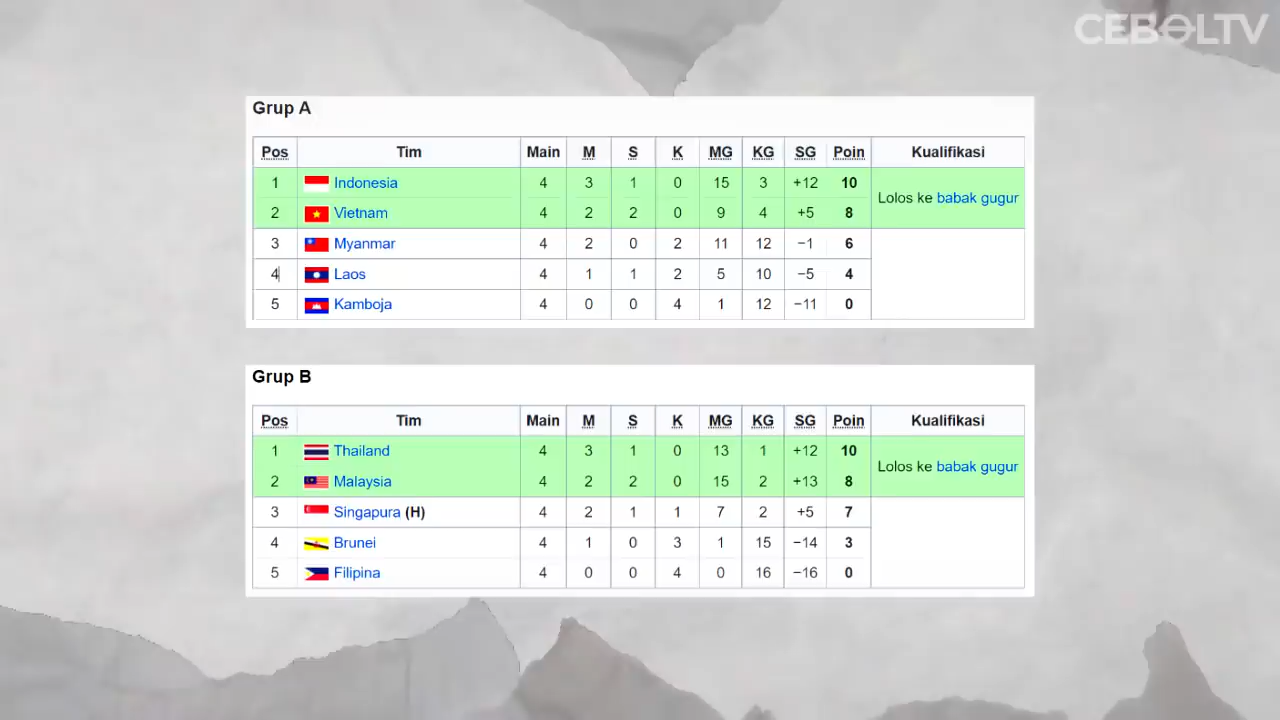 CEBOLTV
Grup A
Pos Tim Main M S K MG KG SG Poin Kualifikasi
1 Indonesia 4 3 1 0 15 3 +12 10 Lolos ke babak gugur
2 Vietnam 4 2 2 0 9 4 +5 8
3 Myanmar 4 2 0 2 11 12 −1 6
4 Laos 4 1 1 2 5 10 −5 4
5 Kamboja 4 0 0 4 1 12 −11 0
Grup B
Pos Tim Main M S K MG KG SG Poin Kualifikasi
1 Thailand 4 3 1 0 13 1 +12 10 Lolos ke babak gugur
2 Malaysia 4 2 2 0 15 2 +13 8
3 Singapura (H) 4 2 1 1 7 2 +5 7
4 Brunei 4 1 0 3 1 15 −14 3
5 Filipina 4 0 0 4 0 16 −16 0